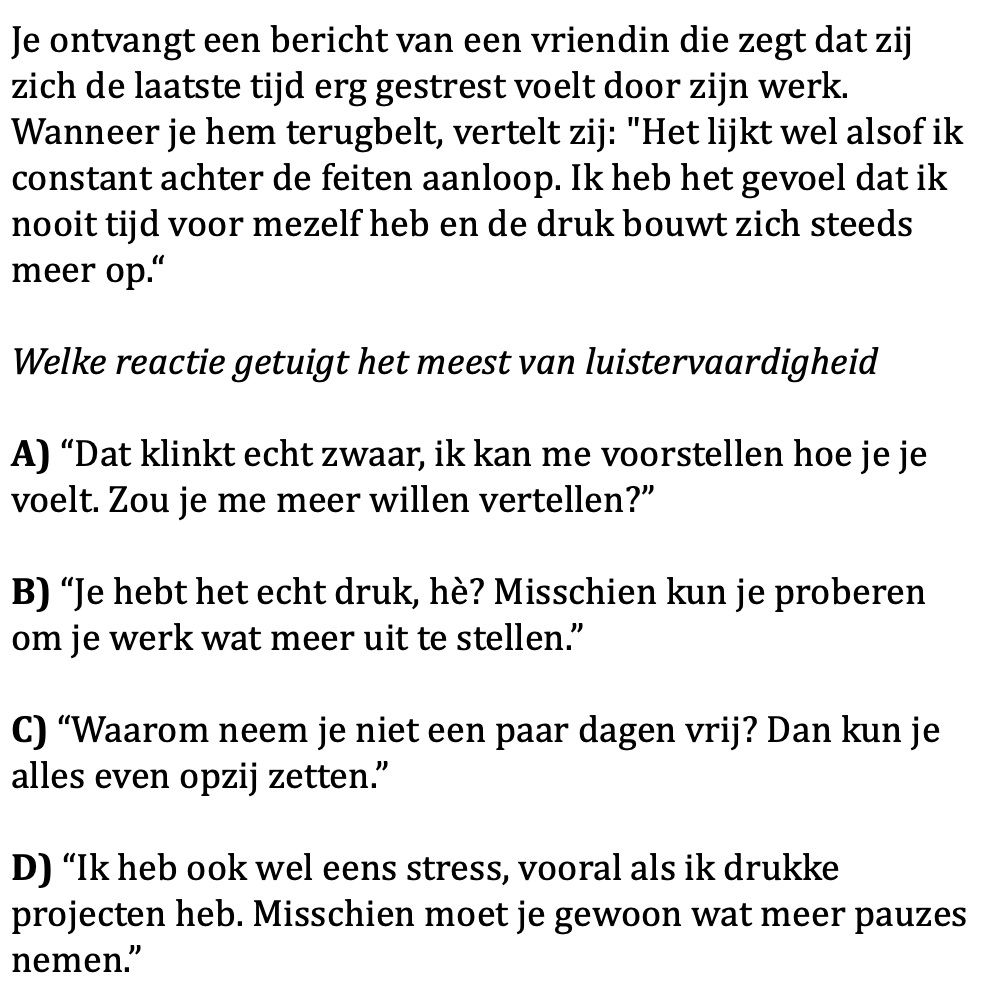 Je ontvangt een bericht van een vriendin die zegt dat zij
zich de laatste tijd erg gestrest voelt door zijn werk.
Wanneer je hem terugbelt, vertelt zij: "Het lijkt wel alsof ik
constant achter de feiten aanloop. Ik heb het gevoel dat ik
nooit tijd voor mezelf heb en de druk bouwt zich steeds
meer op.“
Welke reactie getuigt het meest van luistervaardigheid
A) “Dat klinkt echt zwaar, ik kan me voorstellen hoe je je
voelt. Zou je me meer willen vertellen?”
B) “Je hebt het echt druk, hè? Misschien kun je proberen
om je werk wat meer uit te stellen.”
C) “Waarom neem je niet een paar dagen vrij? Dan kun je
alles even opzij zetten.”
D) “Ik heb ook wel eens stress, vooral als ik drukke
projecten heb. Misschien moet je gewoon wat meer pauzes
nemen.”